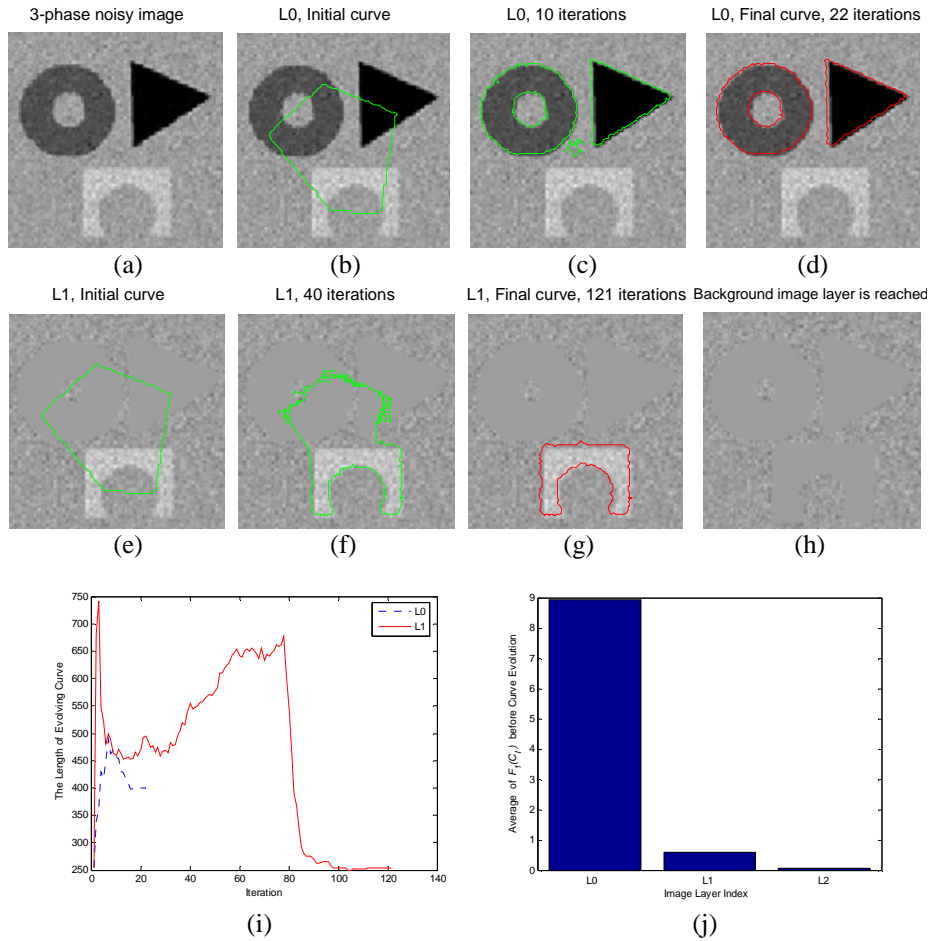 3-phase noisy image
L0, Initial curve
L0, 10 iterations
L0, Final curve, 22 iterations
(a)
(b)
(c)
(d)
L1, Initial curve
L1, 40 iterations
L1, Final curve, 121 iterations
Background image layer is reached
(e)
(f)
(g)
(h)
The Length of Evolving Curve
750
700
650
600
550
500
450
400
350
300
250
0
20
40
60
80
100
120
140
Iteration
L0
L1
(i)
Average of F₁(C_l) before Curve Evolution
9
8
7
6
5
4
3
2
1
0
L0
L1
L2
Image Layer Index
(j)